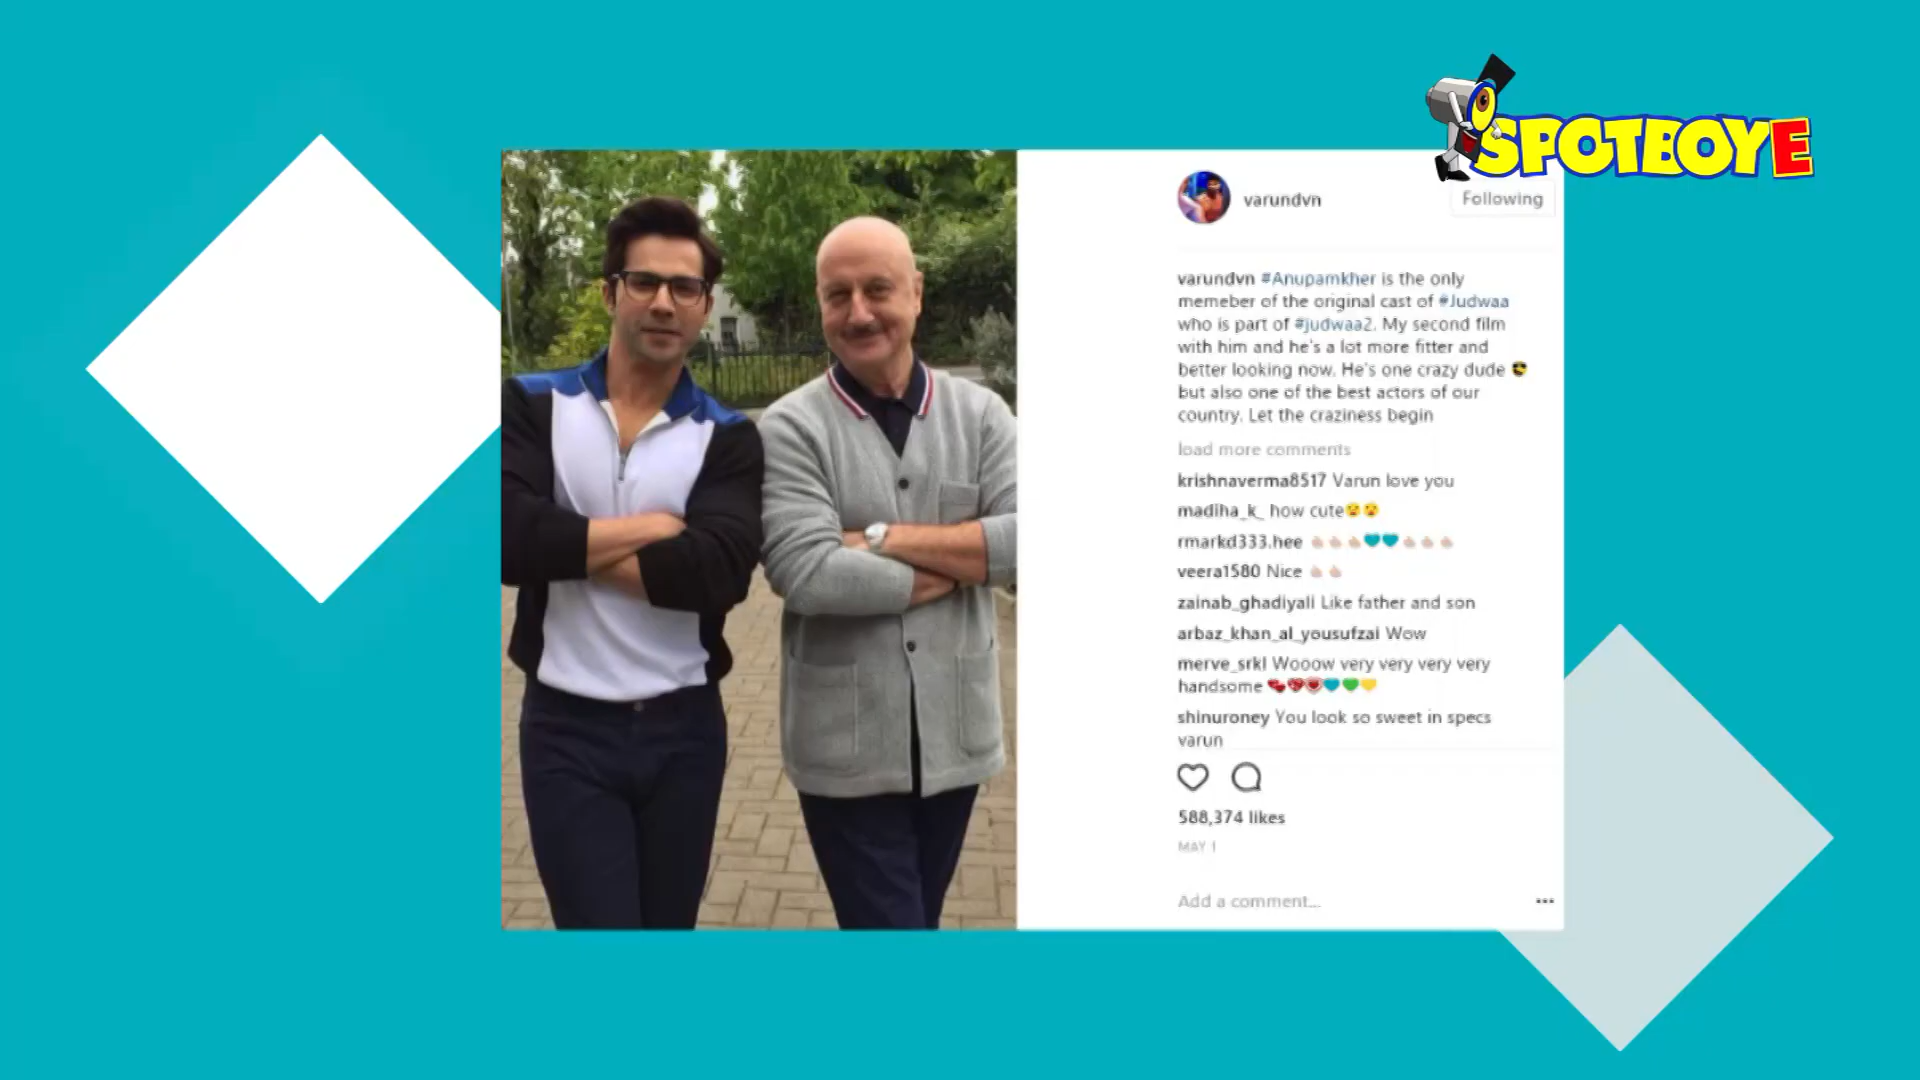 SPOTBOYE
varundvn
Following
varundvn #Anupamkher is the only
memeber of the original cast of #Judwaa
who is part of #judwaa2. My second film
with him and he's a lot more fitter and
better looking now. He's one crazy dude 😎
but also one of the best actors of our
country. Let the craziness begin
load more comments
krishnaverma8517 Varun love you
madiha_k_ how cute
rmarkd333.hee
veera1580 Nice
zainab_ghadiyali Like father and son
arbaz_khan_al_yousufzai Wow
merve_srkl Wooow very very very very
handsome
shinuroney You look so sweet in specs
varun
588,374 likes
MAY 1
Add a comment...